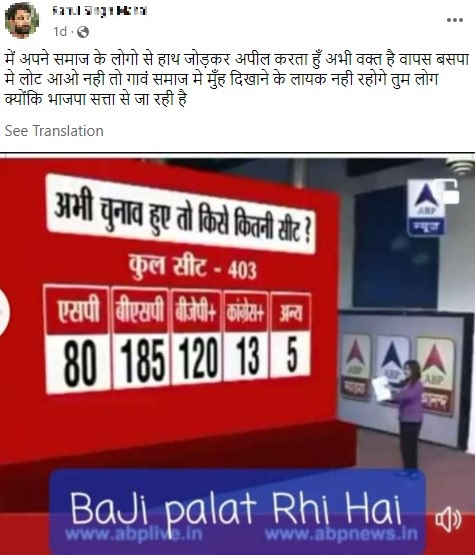 1d
में अपने समाज के लोगो से हाथ जोड़कर अपील करता हुँ अभी वक्त है वापस बसपा
मे लोट आओ नही तो गावं समाज मे मुँह दिखाने के लायक नही रहोगे तुम लोग
क्योंकि भाजपा सत्ता से जा रही है
See Translation
अभी चुनाव हुए तो किसे कितनी सीट ?
कुल सीट - 403
एसपी बीएसपी बीजेपी+ कांग्रेस+ अन्य
80 185 120 13 5
ABP
न्यूज़
ABP
आनन्द
BaJi palat Rhi Hai
www.abplive.in www.abpnews.in